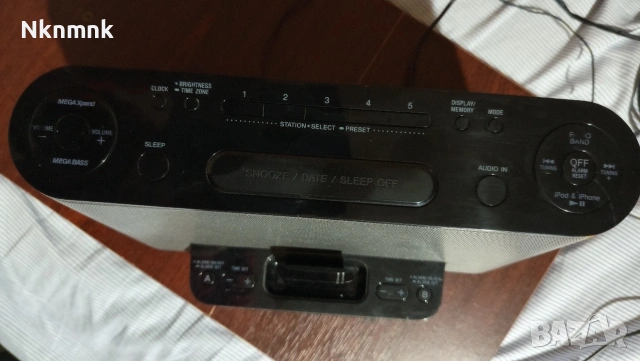 Nknmnk
CLOCK
BRIGHTNESS
TIME ZONE
1 2 3 4 5
STATION SELECT PRESET
DISPLAY/
MEMORY
MODE
MEGA Xpand
VOLUME
+
MEGA BASS
SLEEP
SNOOZE / DATE / SLEEP OFF
AUDIO IN
BAND
TUNING
OFF
ALARM
RESET
TUNING
+
iPod & iPhone
TIME SET
- +
A
TIME SET
- +
BAZAR